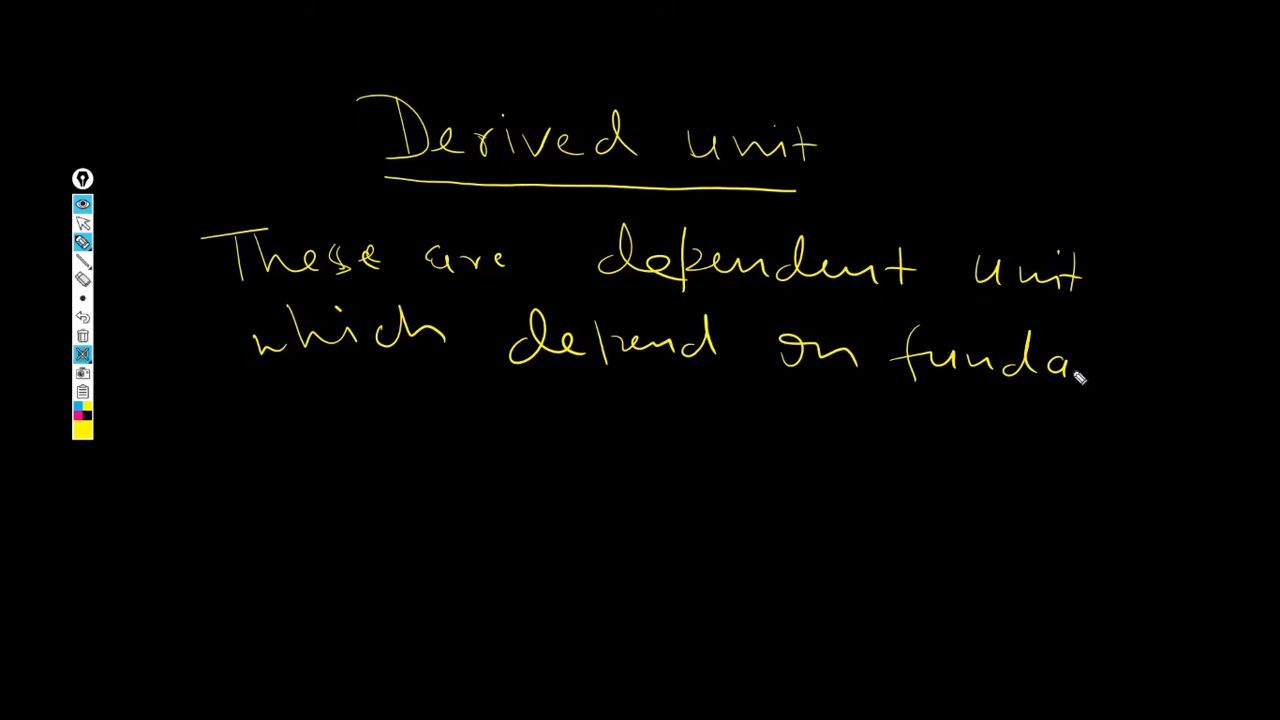 Derived unit
These are dependent unit
which depend on funda